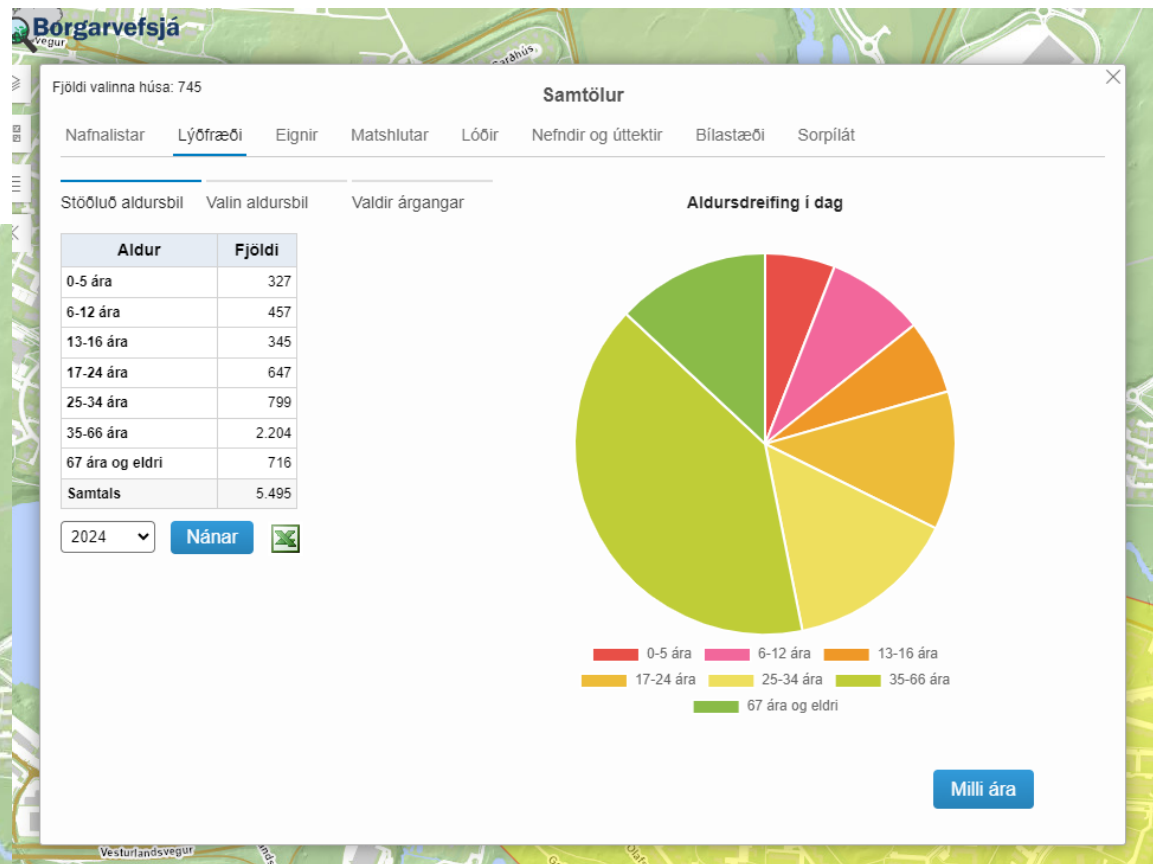 Borgarvefsjá
vegur
Garðhús
Fjöldi valinna húsa: 745
Samtölur
Nafnalistar Lýðfræði Eignir Matshlutar Lóðir Nefndir og úttektir Bílastæði Sorpílát
Stöðluð aldursbil Valin aldursbil Valdir árgangar
Aldursdreifing í dag
Aldur Fjöldi
0-5 ára 327
6-12 ára 457
13-16 ára 345
17-24 ára 647
25-34 ára 799
35-66 ára 2.204
67 ára og eldri 716
Samtals 5.495
2024 Nánar
0-5 ára 6-12 ára 13-16 ára
17-24 ára 25-34 ára 35-66 ára
67 ára og eldri
Milli ára
Vesturlandsvegur